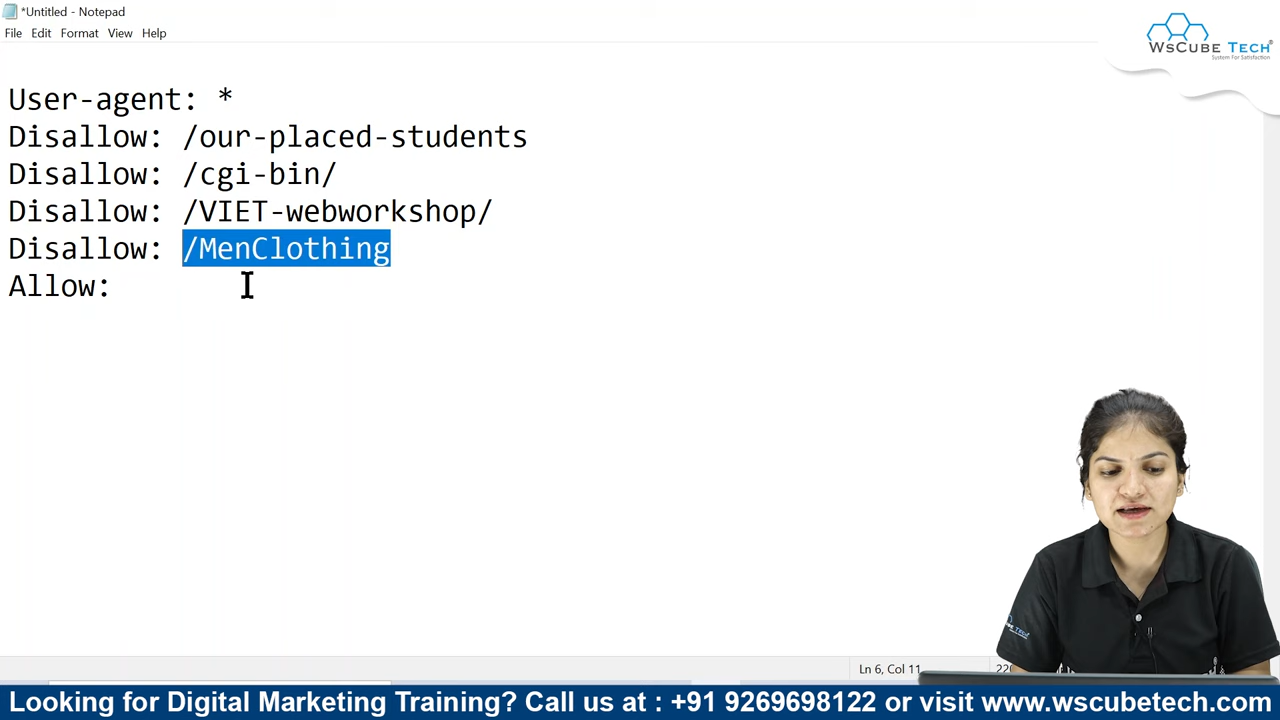 *Untitled - Notepad
File Edit Format View Help
WsCube Tech®
System For Satisfaction
User-agent: *
Disallow: /our-placed-students
Disallow: /cgi-bin/
Disallow: /VIET-webworkshop/
Disallow: /MenClothing
Allow:
Ln 6, Col 11
Looking for Digital Marketing Training? Call us at : +91 9269698122 or visit www.wscubetech.com